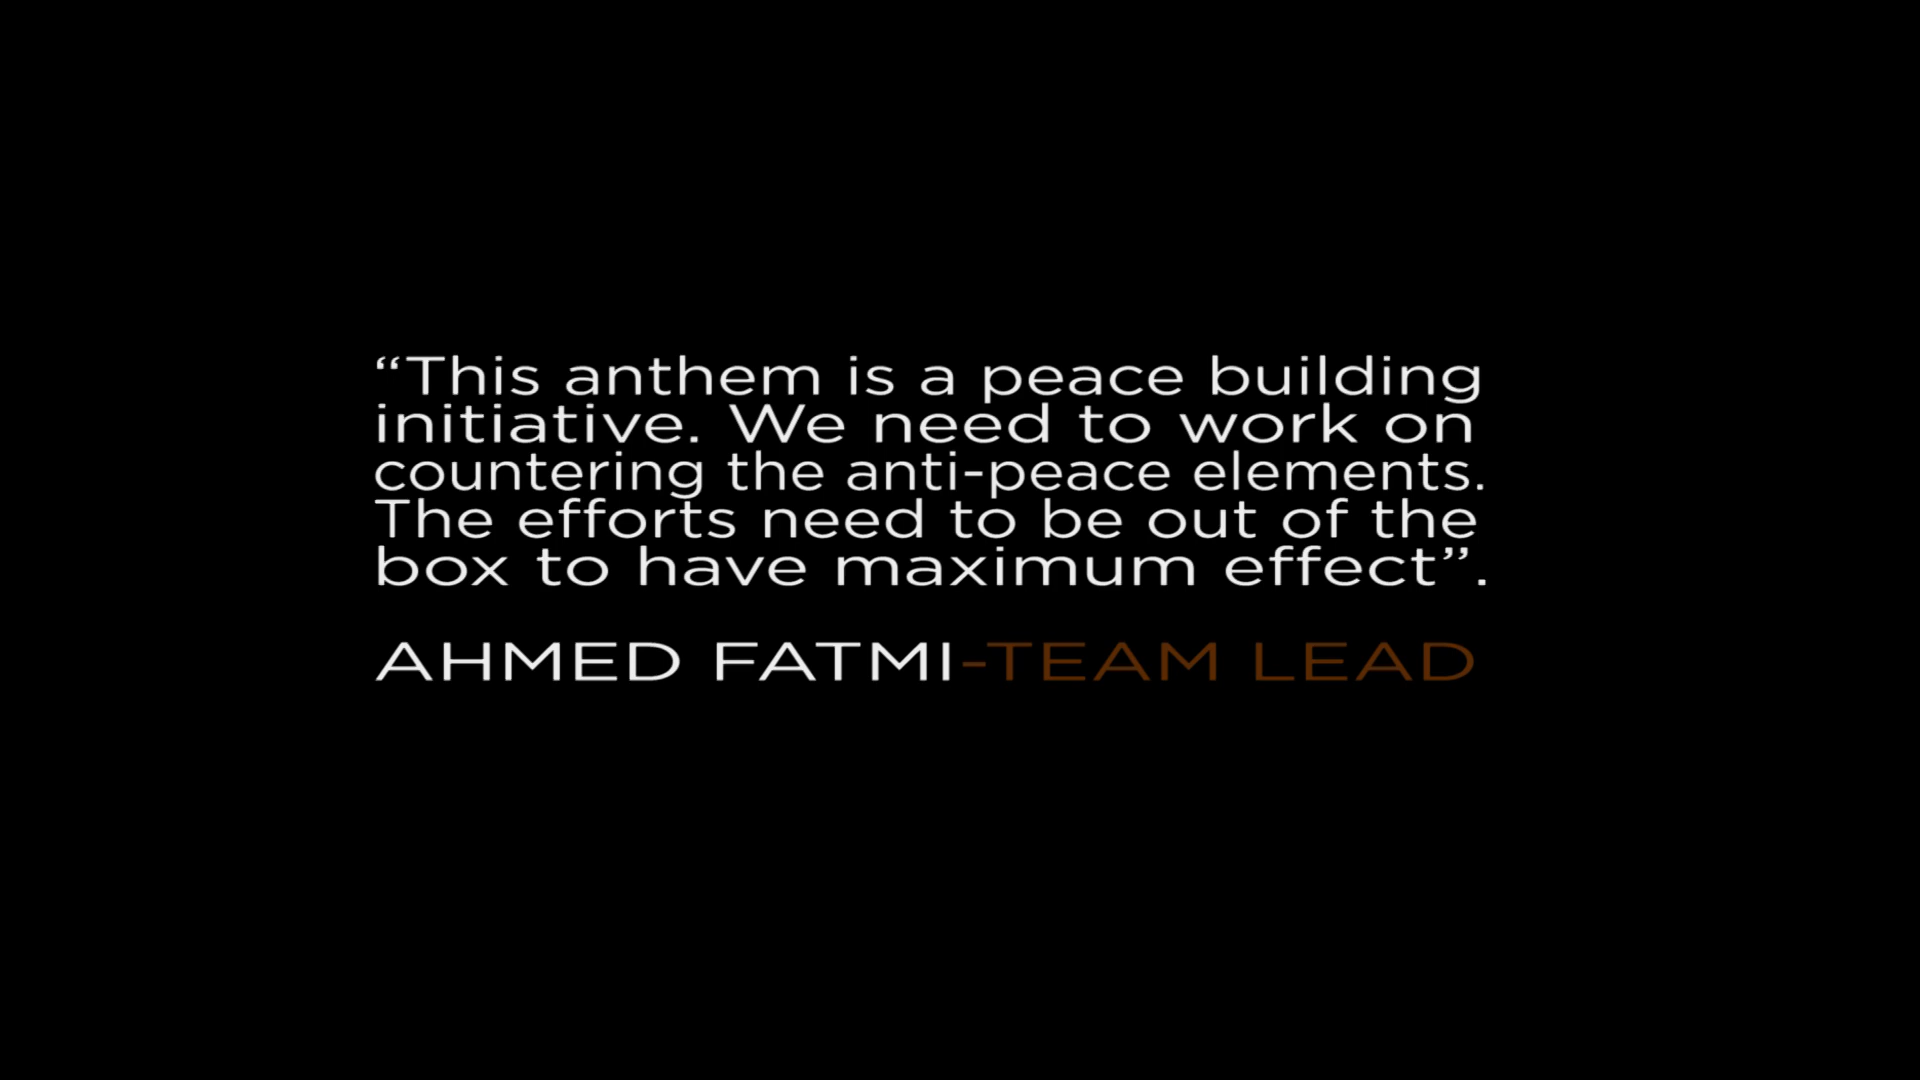 “This anthem is a peace building
initiative. We need to work on
countering the anti-peace elements.
The efforts need to be out of the
box to have maximum effect”.
AHMED FATMI-TEAM LEAD